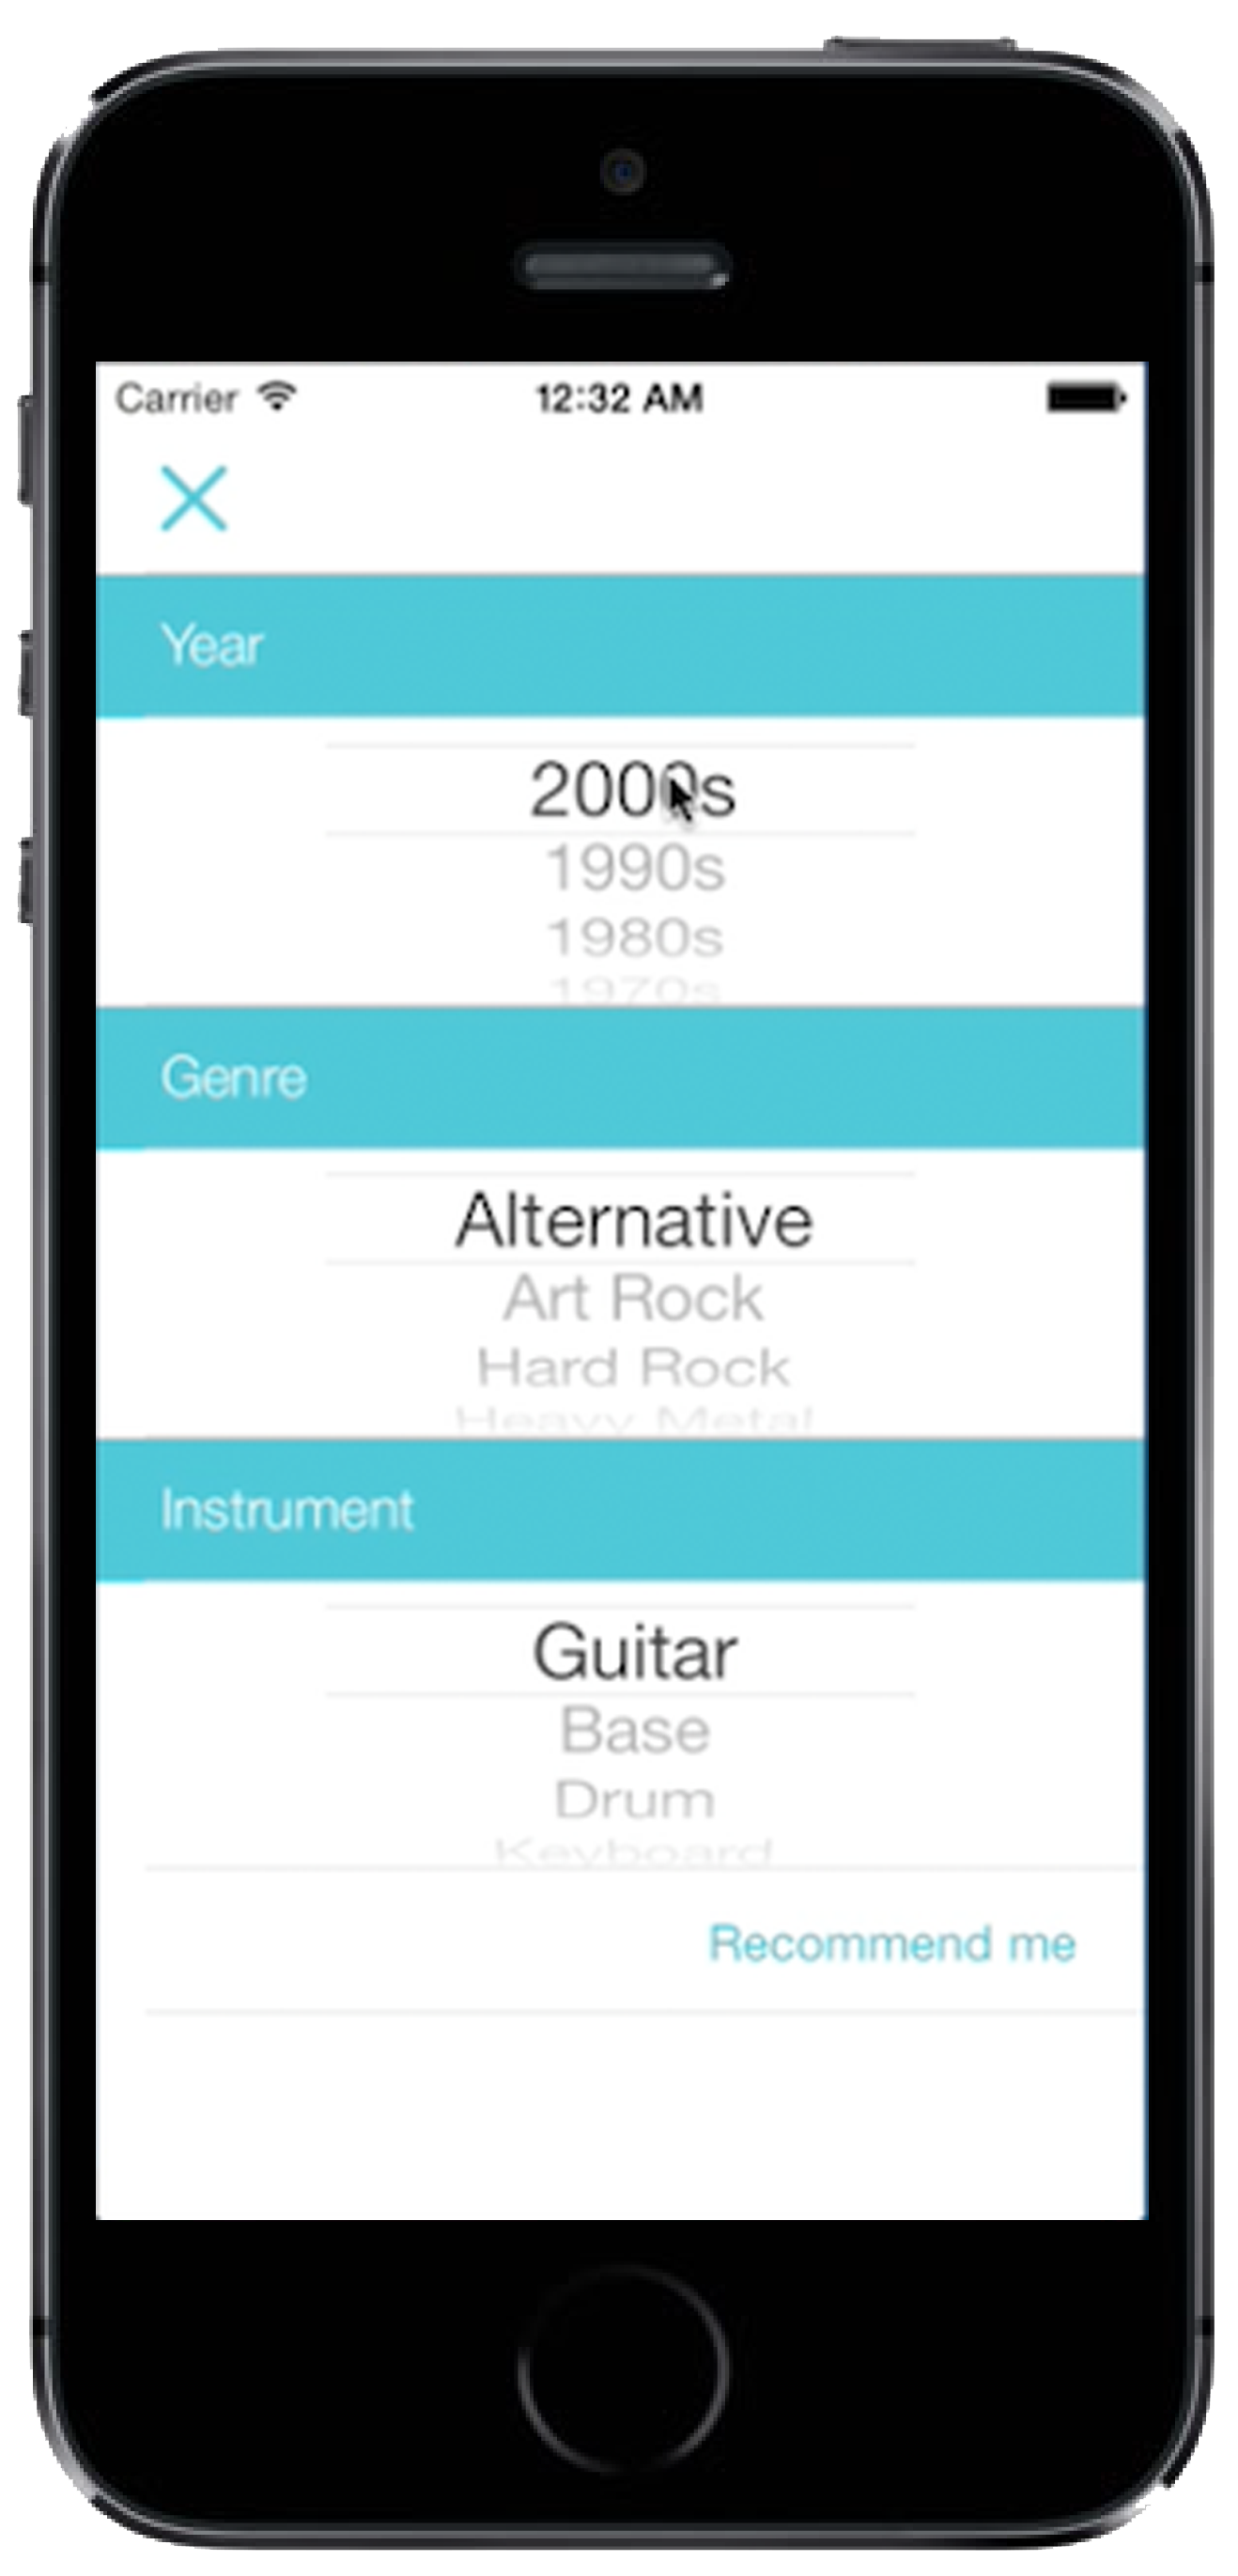 Carrier
12:32 AM
Year
2000s
1990s
1980s
1970s
Genre
Alternative
Art Rock
Hard Rock
Heavy Metal
Instrument
Guitar
Base
Drum
Keyboard
Recommend me